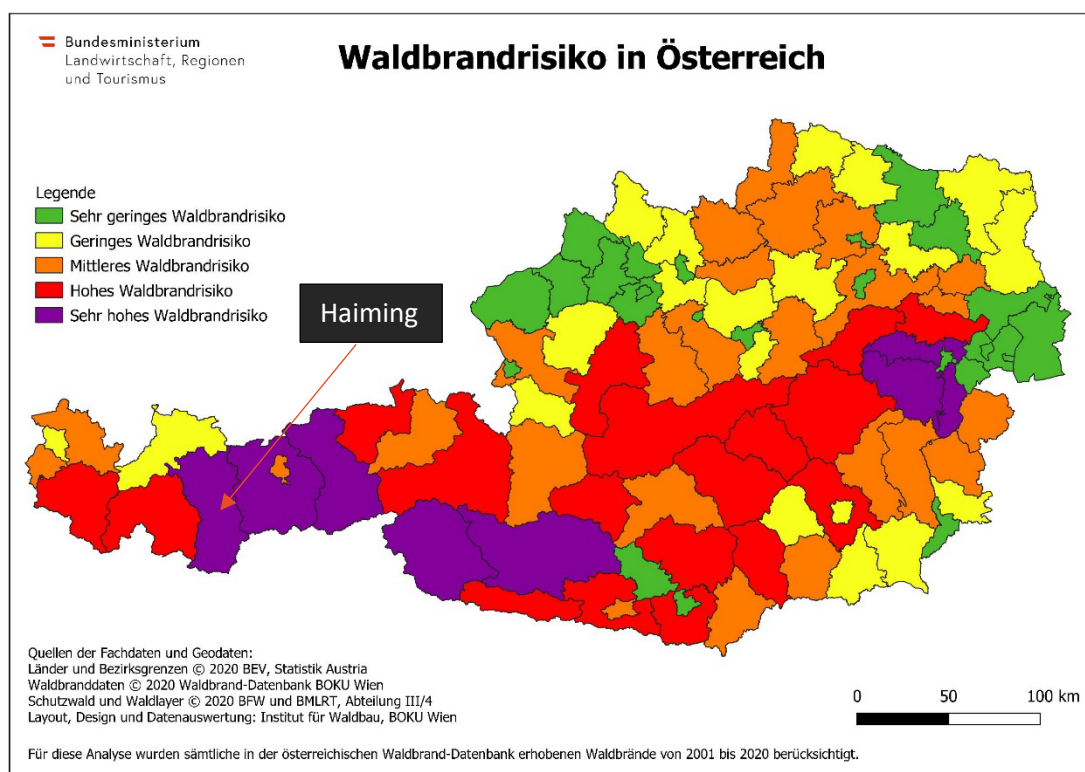 Bundesministerium
Landwirtschaft, Regionen
und Tourismus
Waldbrandrisiko in Österreich
Legende
Sehr geringes Waldbrandrisiko
Geringes Waldbrandrisiko
Mittleres Waldbrandrisiko
Hohes Waldbrandrisiko
Sehr hohes Waldbrandrisiko
Haiming
Quellen der Fachdaten und Geodaten:
Länder und Bezirksgrenzen © 2020 BEV, Statistik Austria
Waldbranddaten © 2020 Waldbrand-Datenbank BOKU Wien
Schutzwald und Waldlayer © 2020 BFW und BMLRT, Abteilung III/4
Layout, Design und Datenauswertung: Institut für Waldbau, BOKU Wien
0 50 100 km
Für diese Analyse wurden sämtliche in der österreichischen Waldbrand-Datenbank erhobenen Waldbrände von 2001 bis 2020 berücksichtigt.